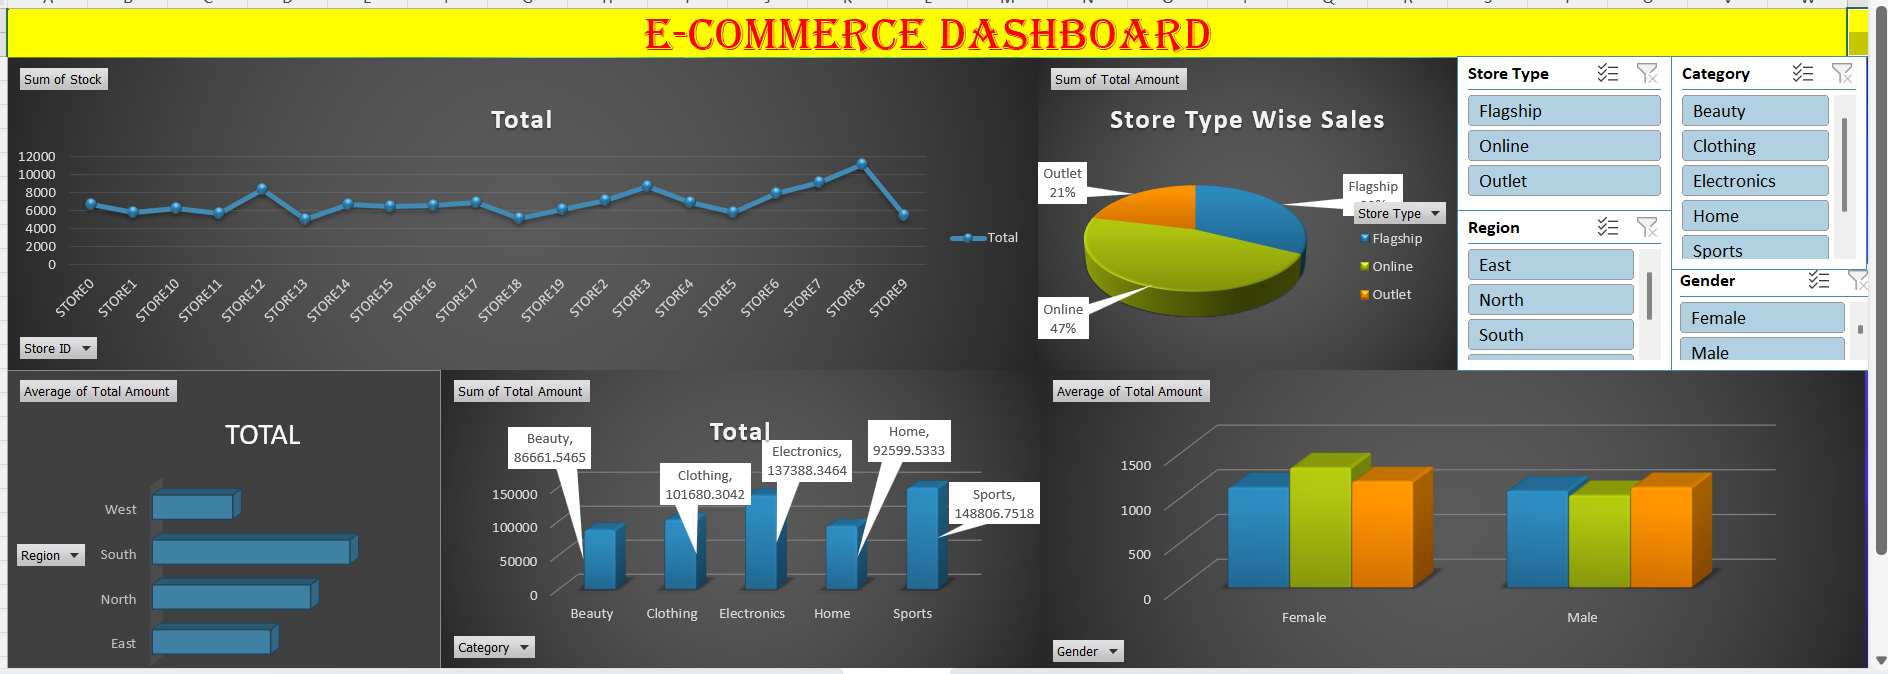 E-COMMERCE DASHBOARD
Sum of Stock
Total
12000
10000
8000
6000
4000
2000
0
STORE0
STORE1
STORE10
STORE11
STORE12
STORE13
STORE14
STORE15
STORE16
STORE17
STORE18
STORE19
STORE2
STORE3
STORE4
STORE5
STORE6
STORE7
STORE8
STORE9
Total
Store ID
Sum of Total Amount
Store Type Wise Sales
Outlet
21%
Flagship
Online
47%
Store Type
Flagship
Online
Outlet
Store Type
Flagship
Online
Outlet
Region
East
North
South
Category
Beauty
Clothing
Electronics
Home
Sports
Gender
Female
Male
Average of Total Amount
TOTAL
West
South
North
East
Region
Sum of Total Amount
Total
Beauty,
86661.5465
Clothing,
101680.3042
Electronics,
137388.3464
Home,
92599.5333
Sports,
148806.7518
150000
100000
50000
0
Beauty
Clothing
Electronics
Home
Sports
Category
Average of Total Amount
1500
1000
500
0
Female
Male
Gender